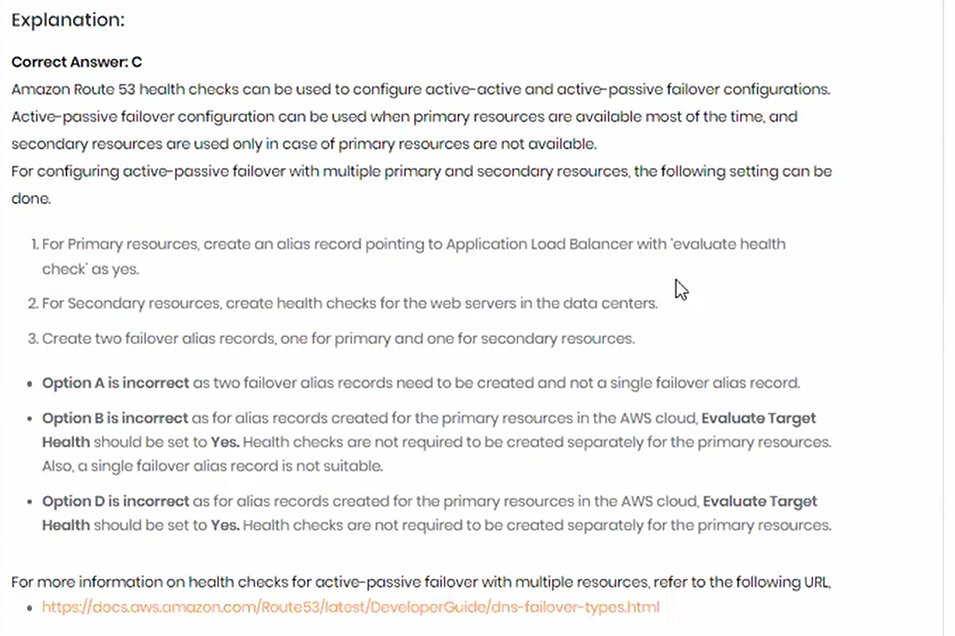 Explanation:
Correct Answer: C
Amazon Route 53 health checks can be used to configure active-active and active-passive failover configurations.
Active-passive failover configuration can be used when primary resources are available most of the time, and
secondary resources are used only in case of primary resources are not available.
For configuring active-passive failover with multiple primary and secondary resources, the following setting can be
done.
1. For Primary resources, create an alias record pointing to Application Load Balancer with 'evaluate health
check' as yes.
2. For Secondary resources, create health checks for the web servers in the data centers.
3. Create two failover alias records, one for primary and one for secondary resources.
• Option A is incorrect as two failover alias records need to be created and not a single failover alias record.
• Option B is incorrect as for alias records created for the primary resources in the AWS cloud, Evaluate Target
Health should be set to Yes. Health checks are not required to be created separately for the primary resources.
Also, a single failover alias record is not suitable.
• Option D is incorrect as for alias records created for the primary resources in the AWS cloud, Evaluate Target
Health should be set to Yes. Health checks are not required to be created separately for the primary resources.
For more information on health checks for active-passive failover with multiple resources, refer to the following URL,
• https://docs.aws.amazon.com/Route53/latest/DeveloperGuide/dns-failover-types.html